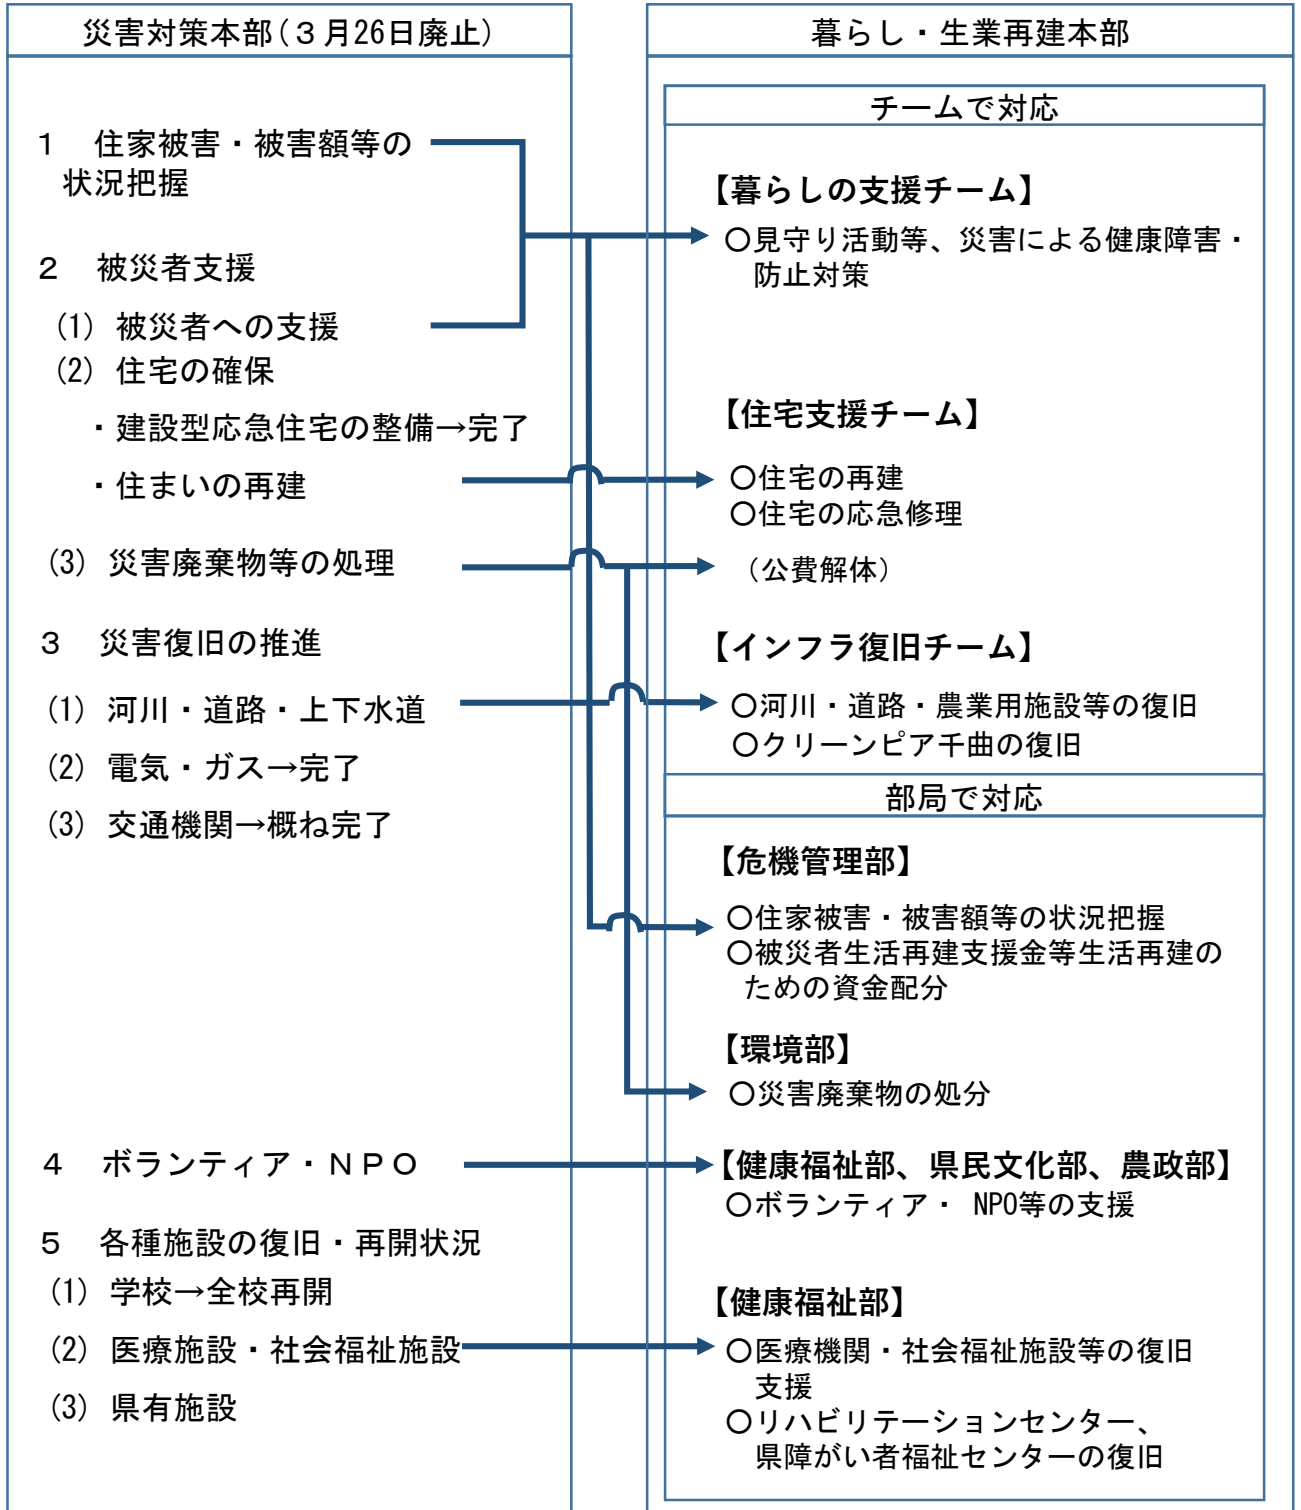 災害対策本部(３月26日廃止)
１　住家被害・被害額等の
状況把握
２　被災者支援
(1) 被災者への支援
(2) 住宅の確保
・建設型応急住宅の整備→完了
・住まいの再建
(3) 災害廃棄物等の処理
３　災害復旧の推進
(1) 河川・道路・上下水道
(2) 電気・ガス→完了
(3) 交通機関→概ね完了
４　ボランティア・ＮＰＯ
５　各種施設の復旧・再開状況
(1) 学校→全校再開
(2) 医療施設・社会福祉施設
(3) 県有施設
暮らし・生業再建本部
チームで対応
【暮らしの支援チーム】
○見守り活動等、災害による健康障害・
防止対策
【住宅支援チーム】
○住宅の再建
○住宅の応急修理
（公費解体）
【インフラ復旧チーム】
○河川・道路・農業用施設等の復旧
○クリーンピア千曲の復旧
部局で対応
【危機管理部】
○住家被害・被害額等の状況把握
○被災者生活再建支援金等生活再建の
ための資金配分
【環境部】
○災害廃棄物の処分
【健康福祉部、県民文化部、農政部】
○ボランティア・ NPO等の支援
【健康福祉部】
○医療機関・社会福祉施設等の復旧
支援
○リハビリテーションセンター、
県障がい者福祉センターの復旧